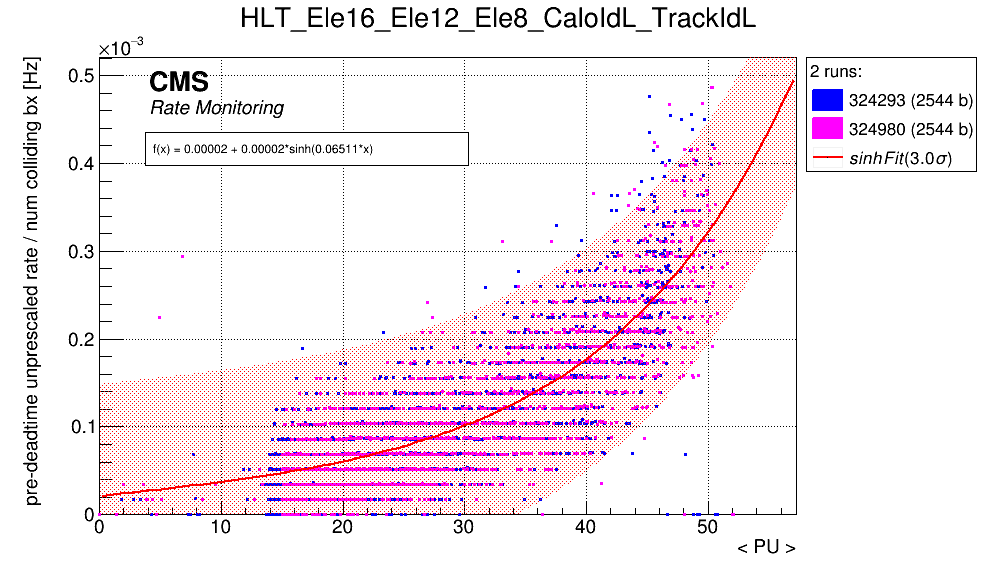 HLT_Ele16_Ele12_Ele8_CaloIdL_TrackIdL
×10⁻³
pre-deadtime unprescaled rate / num colliding bx [Hz]
0.5
0.4
0.3
0.2
0.1
0
CMS
Rate Monitoring
f(x) = 0.00002 + 0.00002*sinh(0.06511*x)
2 runs:
324293 (2544 b)
324980 (2544 b)
sinhFit(3.0σ)
0 10 20 30 40 50
< PU >